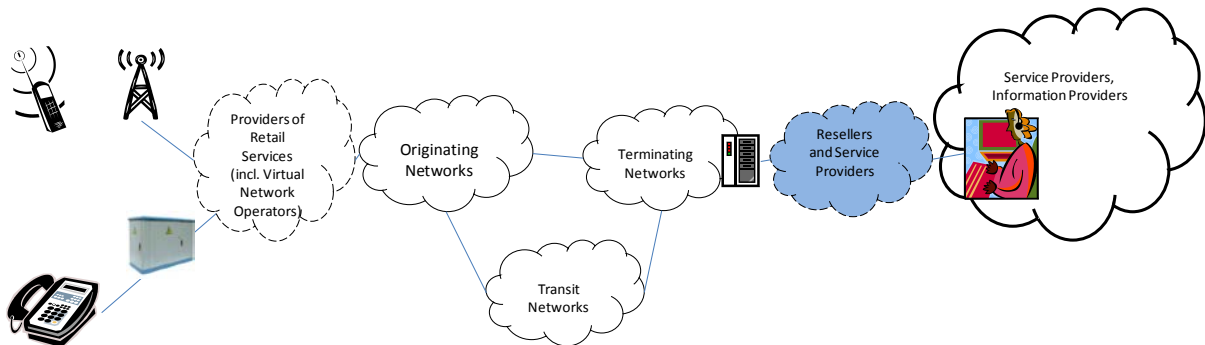 Providers of
Retail
Services
(incl. Virtual
Network
Operators)
Originating
Networks
Transit
Networks
Terminating
Networks
Resellers
and Service
Providers
Service Providers,
Information Providers